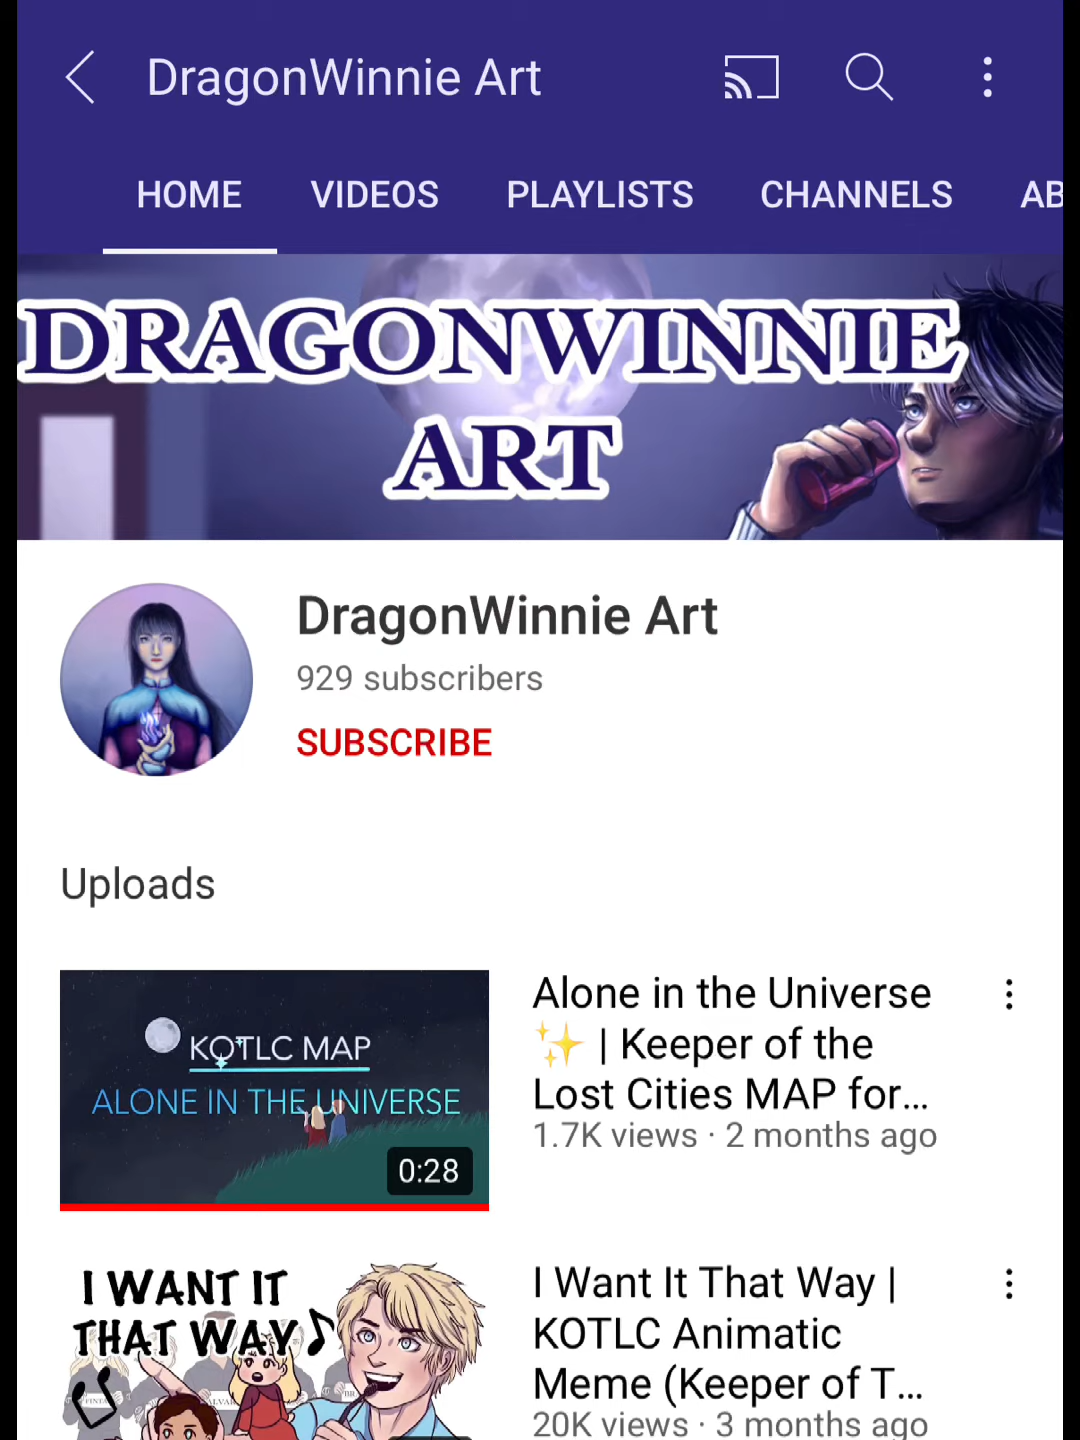 DragonWinnie Art
HOME VIDEOS PLAYLISTS CHANNELS AB
DRAGONWINNIE
ART
DragonWinnie Art
929 subscribers
SUBSCRIBE
Uploads
KOTLC MAP
ALONE IN THE UNIVERSE
0:28
Alone in the Universe
✨ | Keeper of the
Lost Cities MAP for...
1.7K views · 2 months ago
I WANT IT
THAT WAY
I Want It That Way |
KOTLC Animatic
Meme (Keeper of T...
20K views · 3 months ago